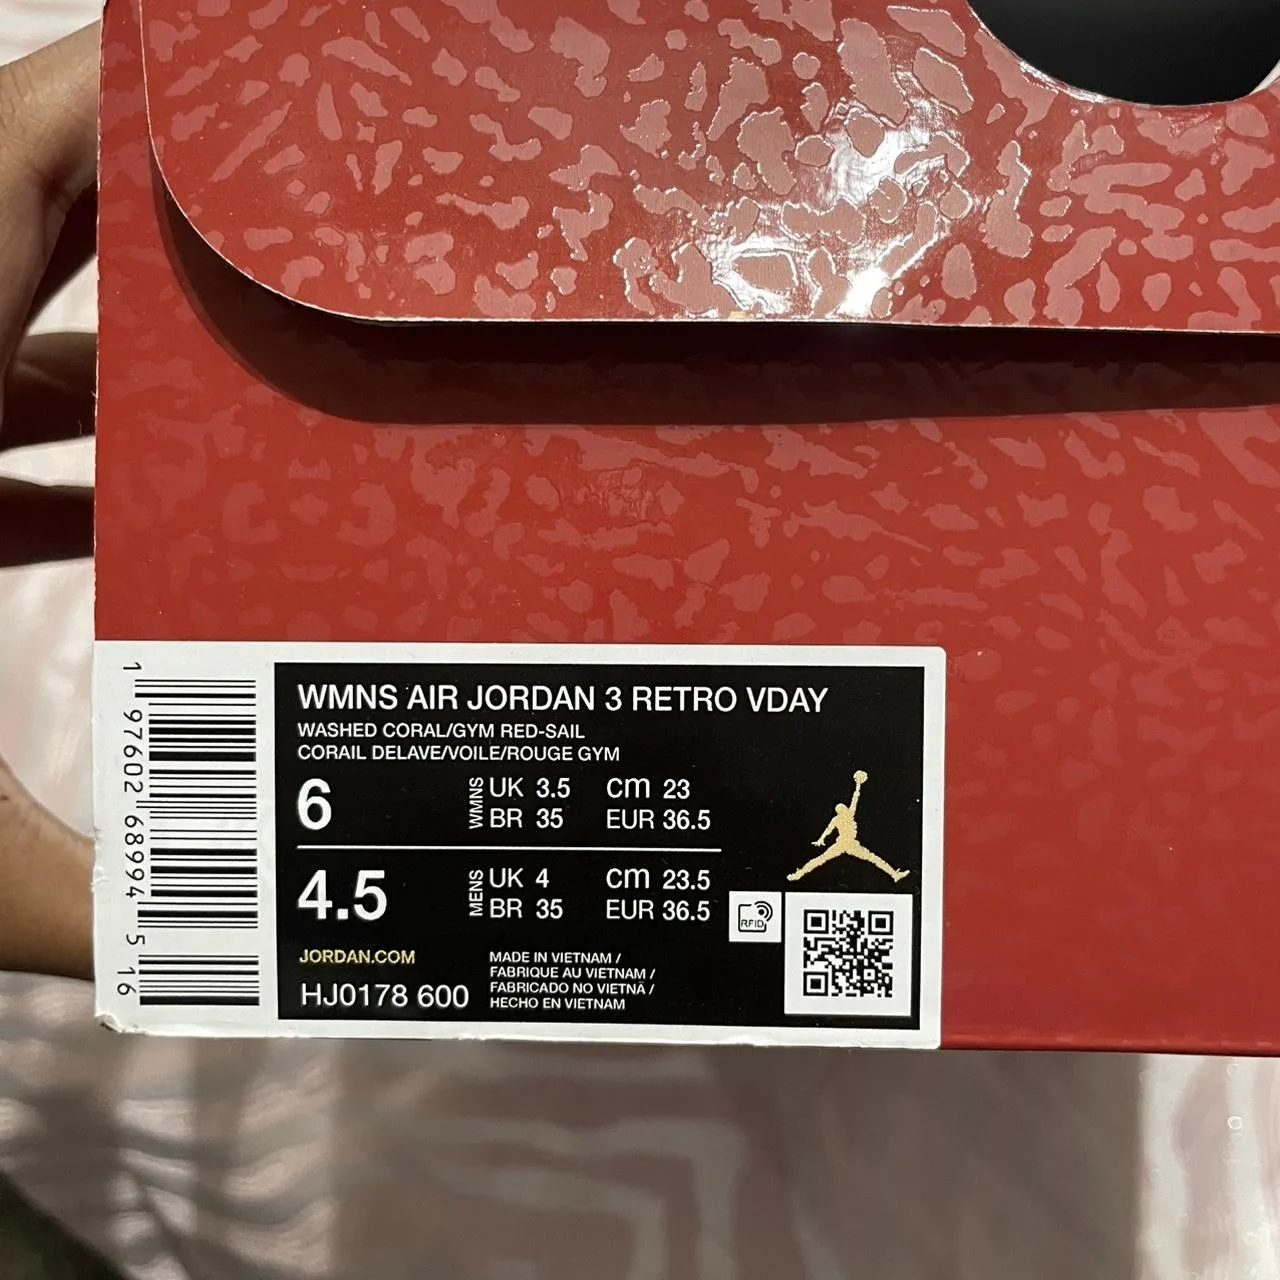 1 97602 68994 5 16
WMNS AIR JORDAN 3 RETRO VDAY
WASHED CORAL/GYM RED-SAIL
CORAIL DELAVE/VOILE/ROUGE GYM
6 WMNS UK 3.5 cm 23
BR 35 EUR 36.5
4.5 MENS UK 4 cm 23.5
BR 35 EUR 36.5
RFID
JORDAN.COM
HJ0178 600
MADE IN VIETNAM /
FABRIQUE AU VIETNAM /
FABRICADO NO VIETNÃ /
HECHO EN VIETNAM